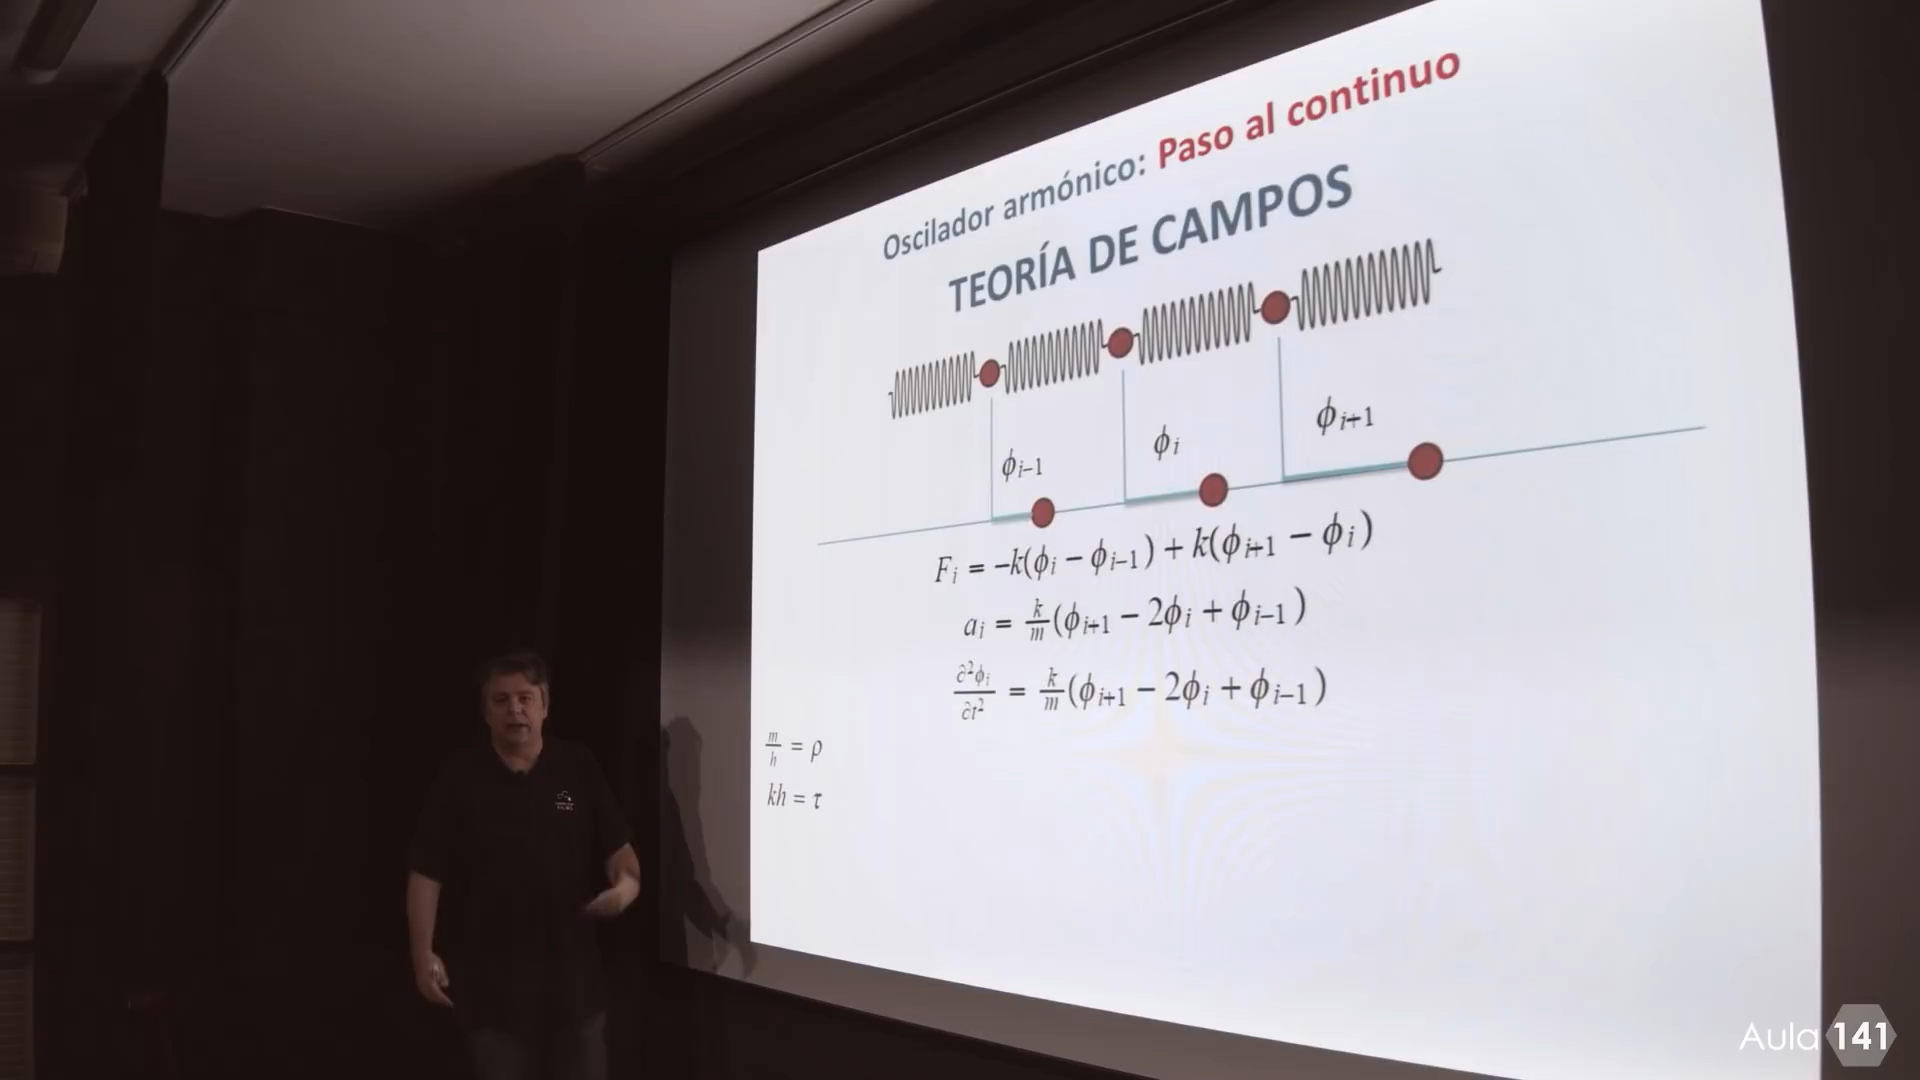 Oscilador armónico: Paso al continuo
TEORÍA DE CAMPOS
ϕᵢ₋₁
ϕᵢ
ϕᵢ₊₁
Fᵢ = −k(ϕᵢ − ϕᵢ₋₁) + k(ϕᵢ₊₁ − ϕᵢ)
aᵢ = k/m (ϕᵢ₊₁ − 2ϕᵢ + ϕᵢ₋₁)
∂²ϕᵢ/∂t² = k/m (ϕᵢ₊₁ − 2ϕᵢ + ϕᵢ₋₁)
m/h = ρ
kh = τ
Aula 141